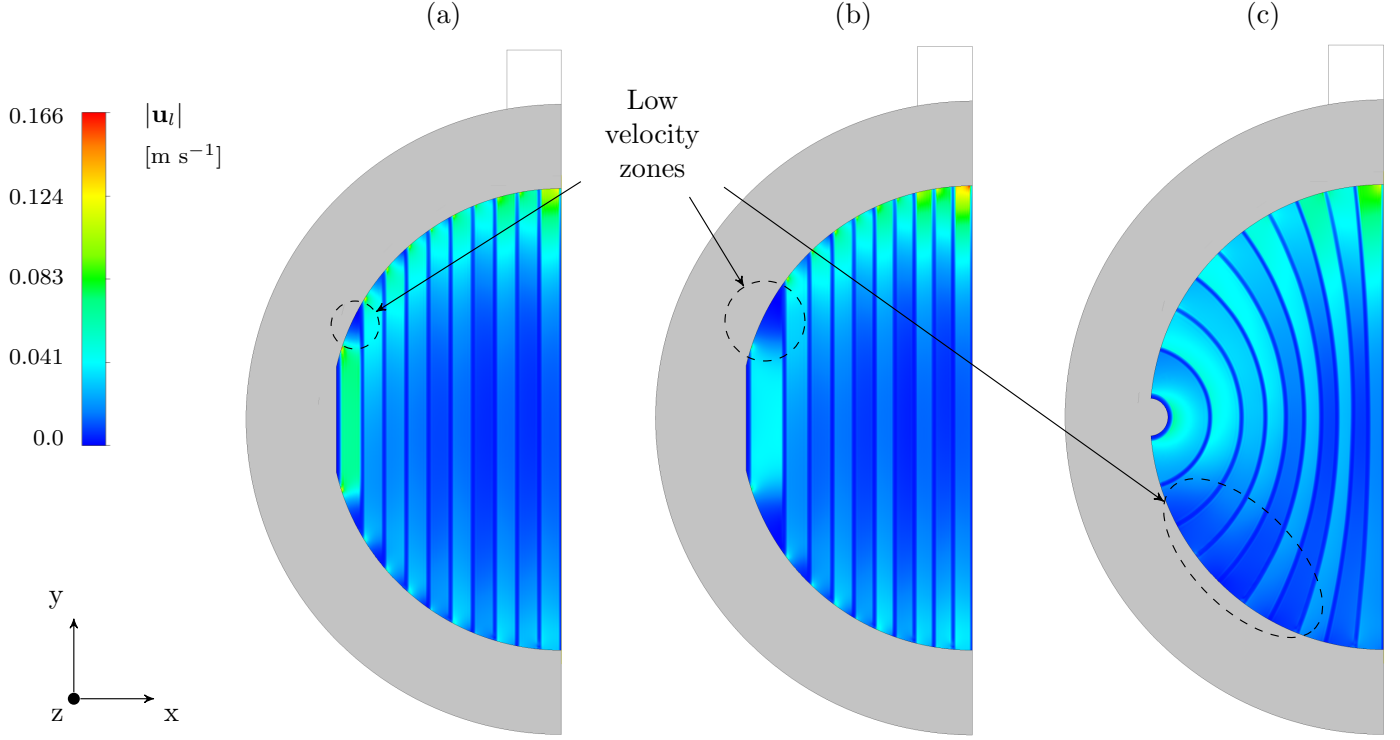 (a)
(b)
(c)
Low
velocity
zones
0.166
0.124
0.083
0.041
0.0
|u_l|
[m s⁻¹]
y
z
x